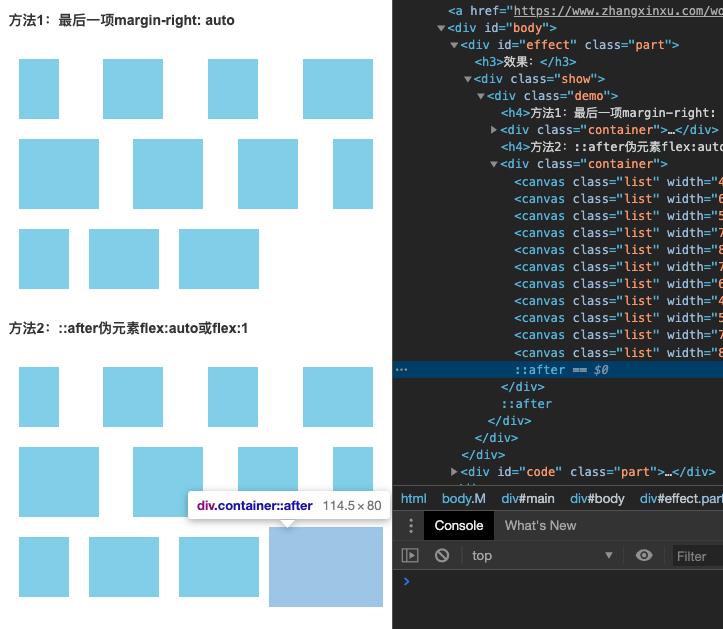 方法1：最后一项margin-right: auto
方法2：::after伪元素flex:auto或flex:1
div.container::after 114.5 × 80
<a href="https://www.zhangxinxu.com/wo
▼<div id="body">
▼<div id="effect" class="part">
<h3>效果：</h3>
▼<div class="show">
▼<div class="demo">
<h4>方法1：最后一项margin-right:
▶<div class="container">…</div>
<h4>方法2：::after伪元素flex:auto
▼<div class="container">
<canvas class="list" width="4
<canvas class="list" width="6
<canvas class="list" width="5
<canvas class="list" width="7
<canvas class="list" width="8
<canvas class="list" width="7
<canvas class="list" width="6
<canvas class="list" width="4
<canvas class="list" width="5
<canvas class="list" width="7
<canvas class="list" width="8
::after == $0
</div>
::after
</div>
</div>
</div>
▶<div id="code" class="part">…</div>
html body.M div#main div#body div#effect.part
Console What's New
top Filter